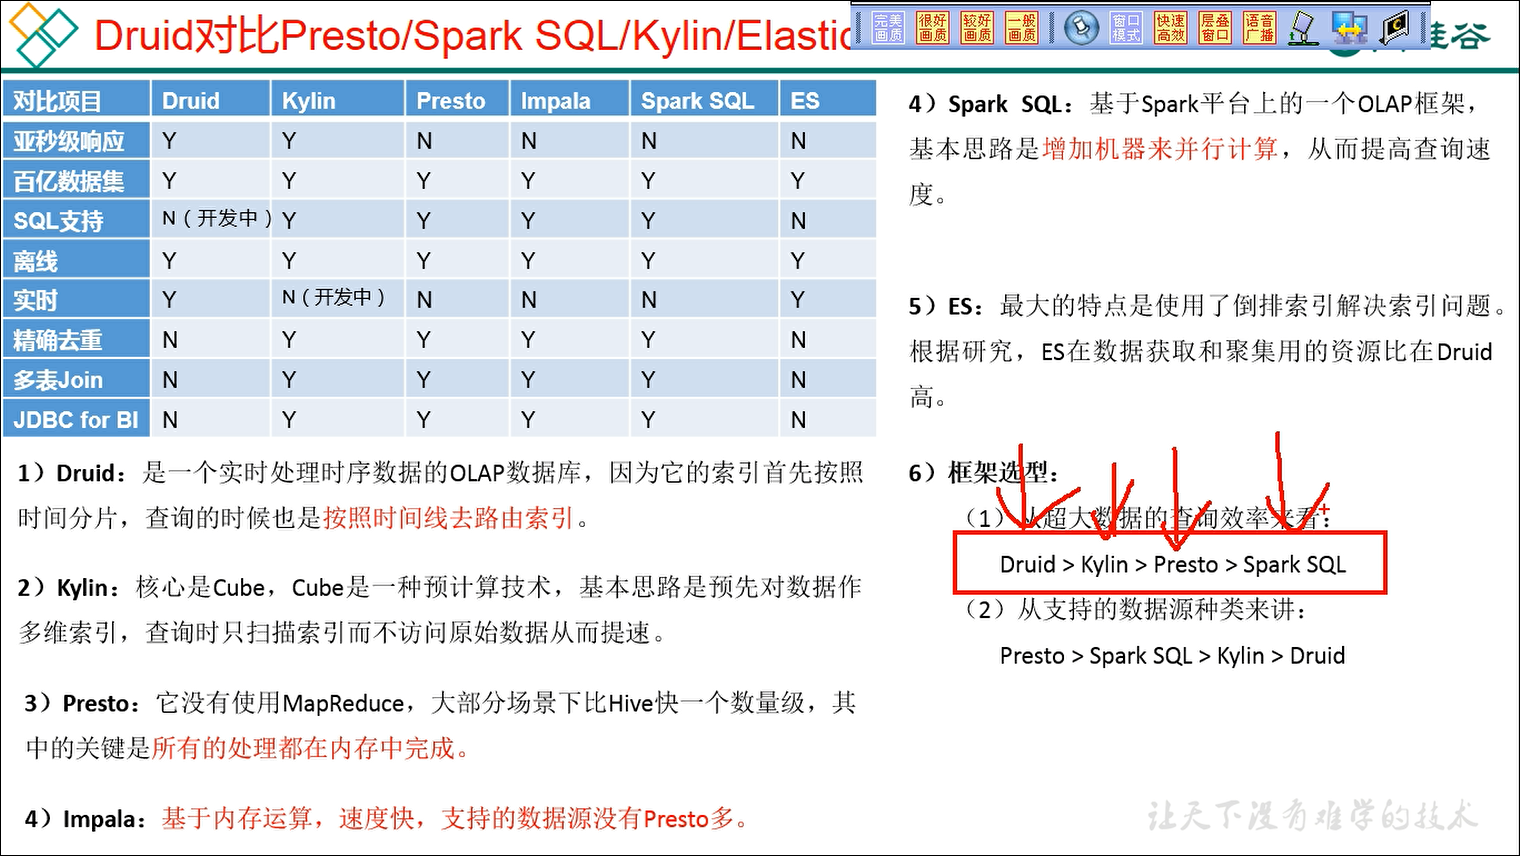 Druid对比Presto/Spark SQL/Kylin/Elastic
完美画质 很好画质 较好画质 一般画质 窗口模式 快速高效 层叠窗口 语音广播
对比项目 Druid Kylin Presto Impala Spark SQL ES
亚秒级响应 Y Y N N N N
百亿数据集 Y Y Y Y Y Y
SQL支持 N（开发中） Y Y Y Y N
离线 Y Y Y Y Y Y
实时 Y N（开发中） N N N Y
精确去重 N Y Y Y Y N
多表Join N Y Y Y Y N
JDBC for BI N Y Y Y Y N
1）Druid：是一个实时处理时序数据的OLAP数据库，因为它的索引首先按照
时间分片，查询的时候也是按照时间线去路由索引。
2）Kylin：核心是Cube，Cube是一种预计算技术，基本思路是预先对数据作
多维索引，查询时只扫描索引而不访问原始数据从而提速。
3）Presto：它没有使用MapReduce，大部分场景下比Hive快一个数量级，其
中的关键是所有的处理都在内存中完成。
4）Impala：基于内存运算，速度快，支持的数据源没有Presto多。
4）Spark SQL：基于Spark平台上的一个OLAP框架，
基本思路是增加机器来并行计算，从而提高查询速
度。
5）ES：最大的特点是使用了倒排索引解决索引问题。
根据研究，ES在数据获取和聚集用的资源比在Druid
高。
6）框架选型：
（1）从超大数据的查询效率来看：
Druid > Kylin > Presto > Spark SQL
（2）从支持的数据源种类来讲：
Presto > Spark SQL > Kylin > Druid
让天下没有难学的技术